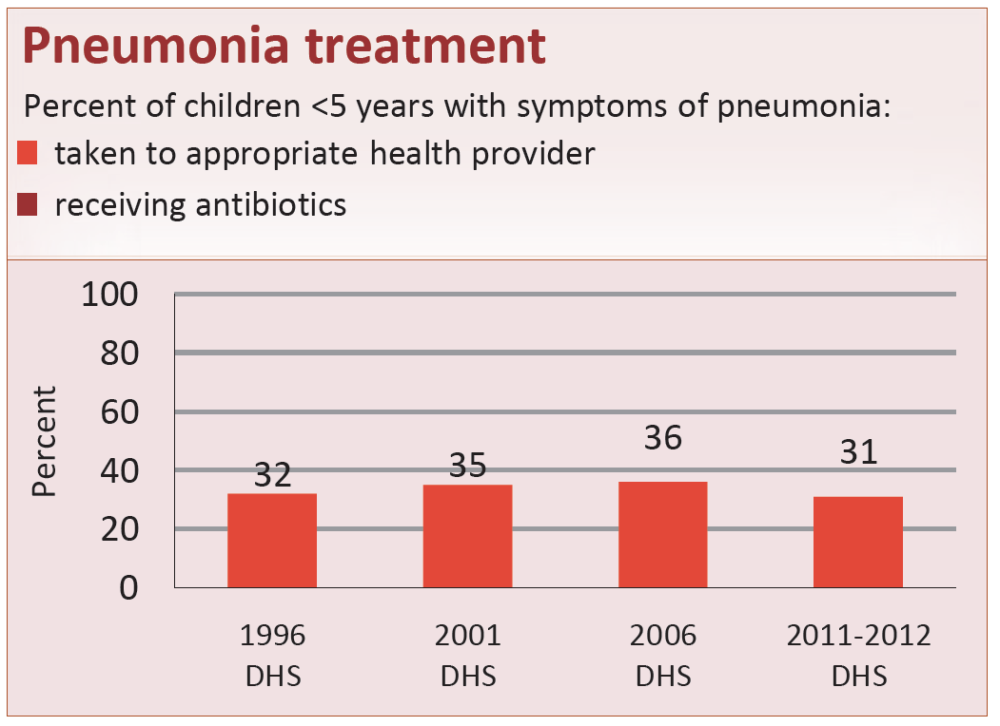 Pneumonia treatment
Percent of children <5 years with symptoms of pneumonia:
taken to appropriate health provider
receiving antibiotics
Percent
100
80
60
40
20
0
32
35
36
31
1996 DHS
2001 DHS
2006 DHS
2011-2012 DHS